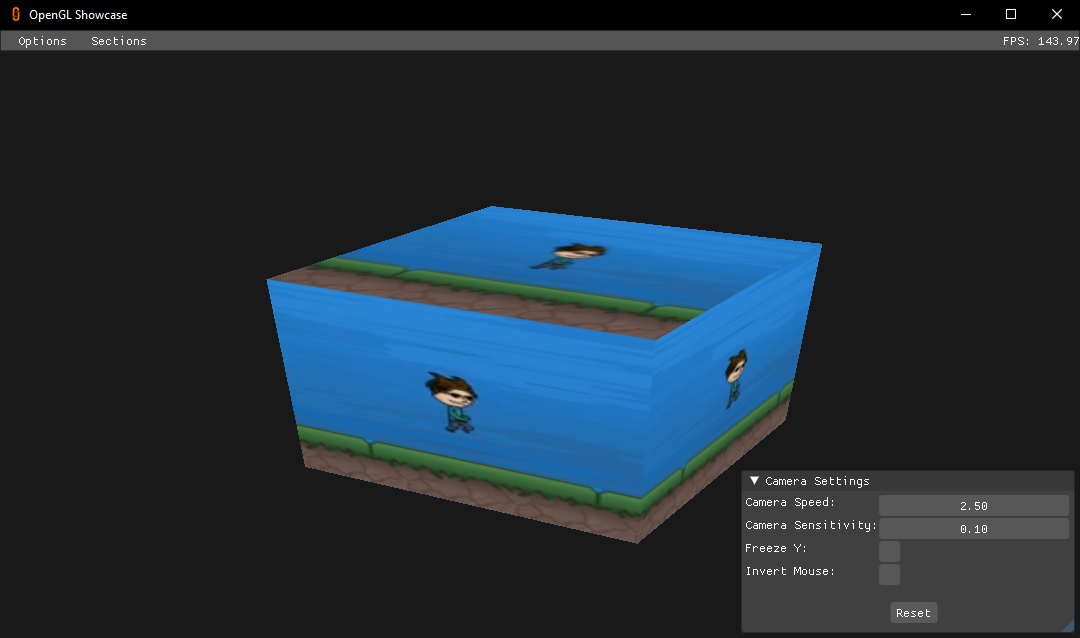 OpenGL Showcase
Options Sections FPS: 143.97
Camera Settings
Camera Speed: 2.50
Camera Sensitivity: 0.10
Freeze Y:
Invert Mouse:
Reset